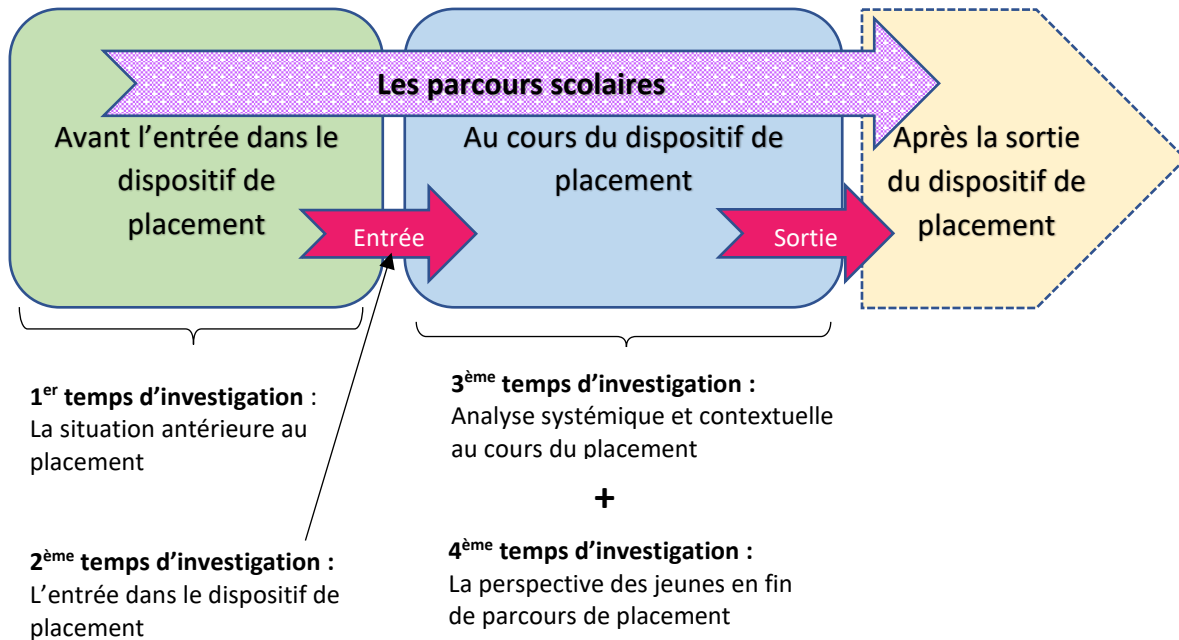 Les parcours scolaires
Avant l’entrée dans le
dispositif de
placement
Au cours du dispositif de
placement
Après la sortie
du dispositif de
placement
Entrée
Sortie
1er temps d’investigation :
La situation antérieure au
placement
2ème temps d’investigation :
L’entrée dans le dispositif de
placement
3ème temps d’investigation :
Analyse systémique et contextuelle
au cours du placement
+
4ème temps d’investigation :
La perspective des jeunes en fin
de parcours de placement